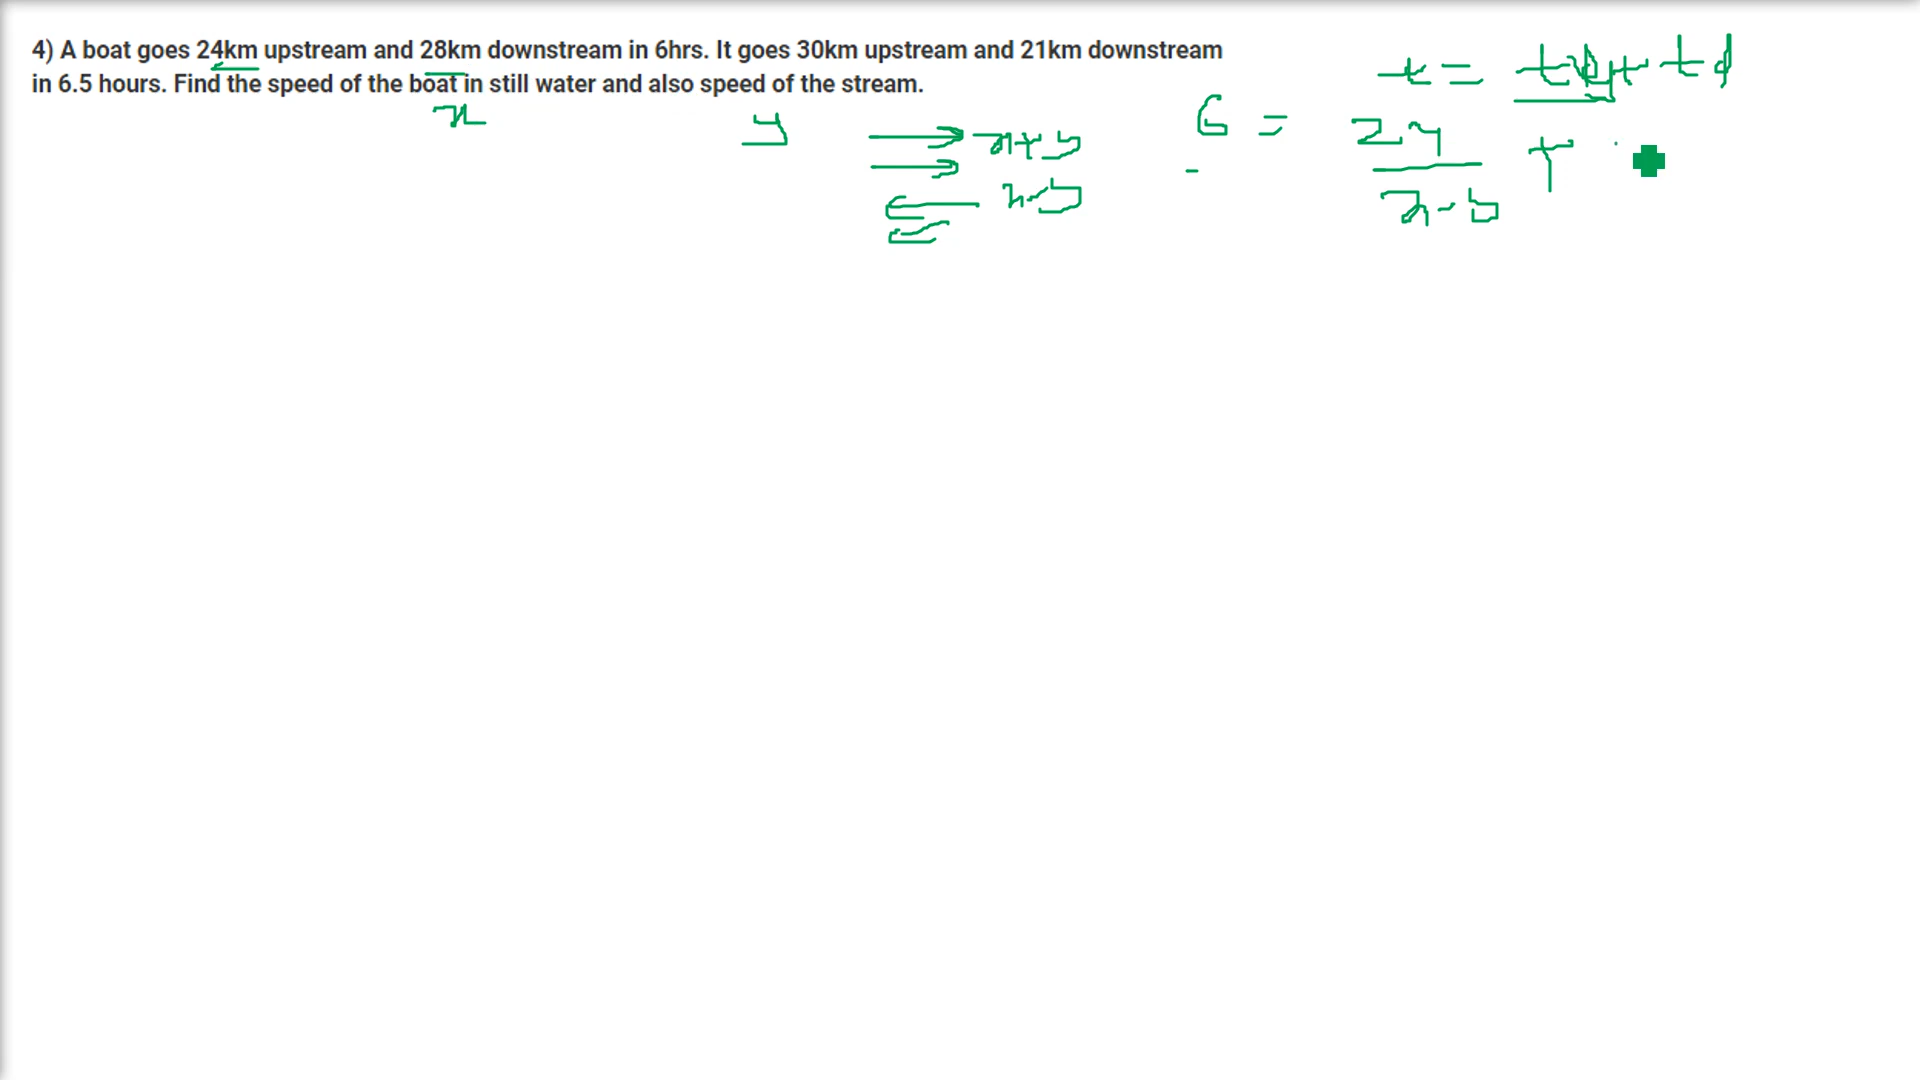 4) A boat goes 24km upstream and 28km downstream in 6hrs. It goes 30km upstream and 21km downstream
in 6.5 hours. Find the speed of the boat in still water and also speed of the stream.
t = tup + td
x
y
x+y
x-y
6 = 24 +
x-y